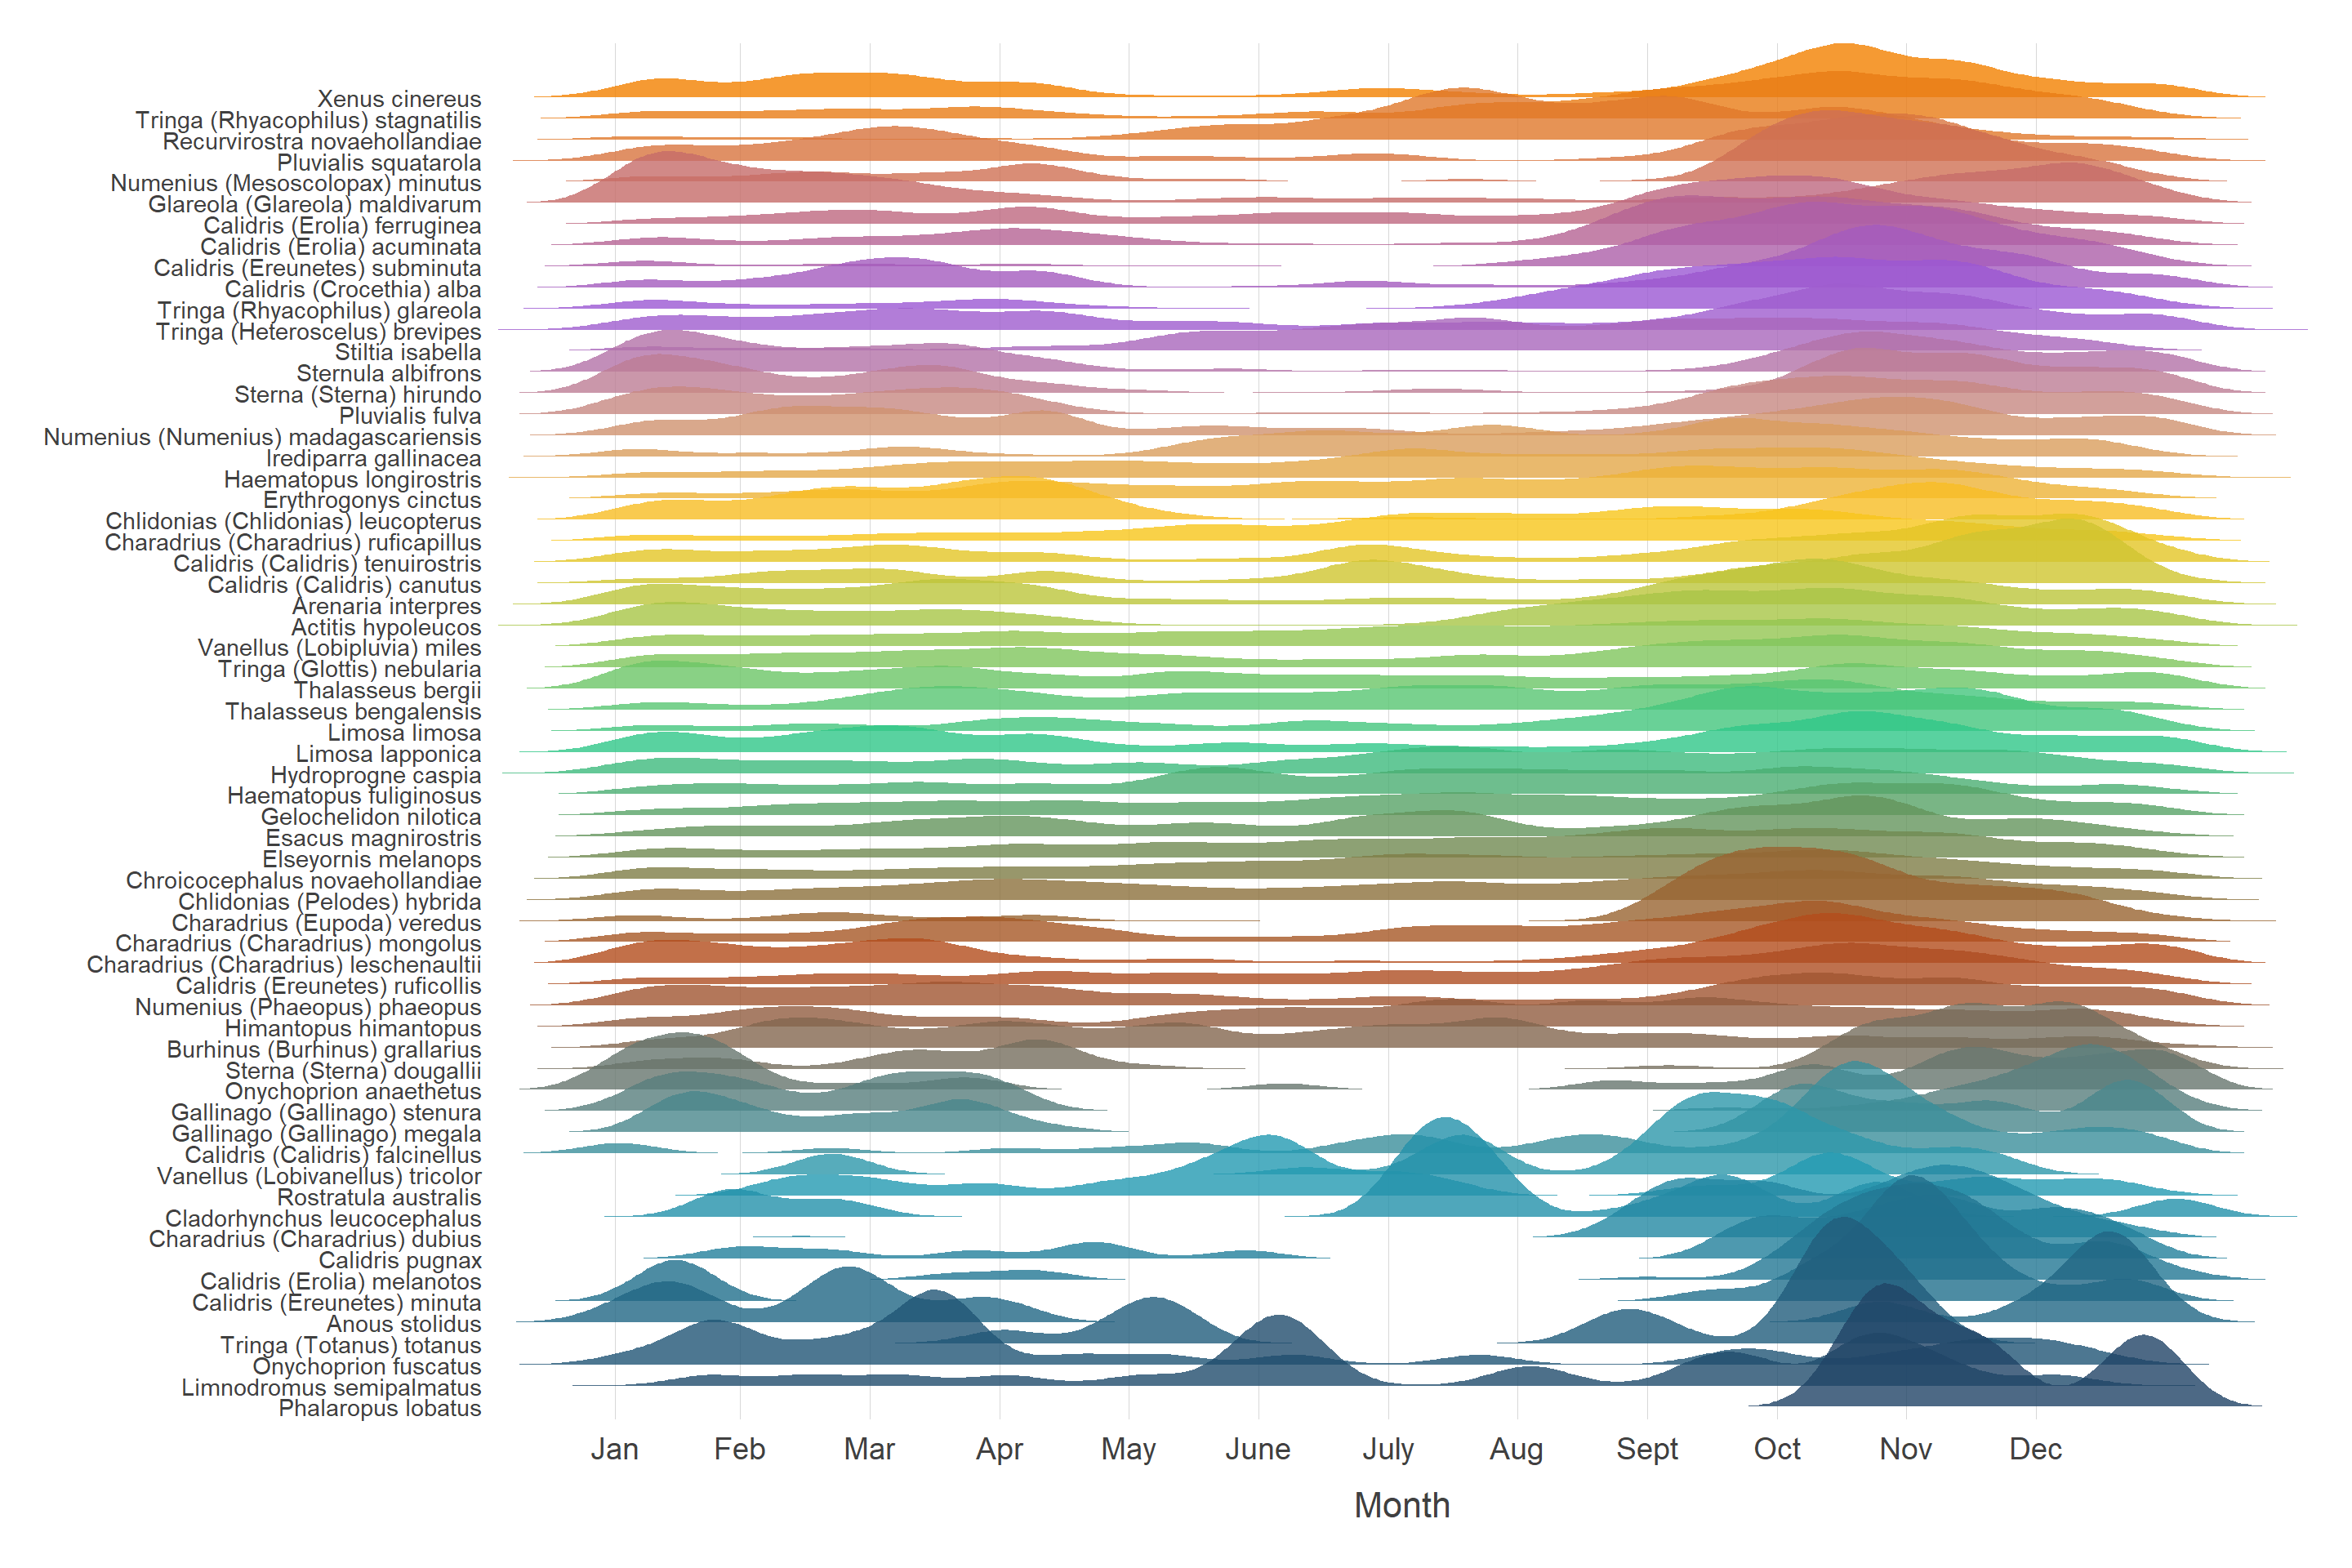 Xenus cinereus
Tringa (Rhyacophilus) stagnatilis
Recurvirostra novaehollandiae
Pluvialis squatarola
Numenius (Mesoscolopax) minutus
Glareola (Glareola) maldivarum
Calidris (Erolia) ferruginea
Calidris (Erolia) acuminata
Calidris (Ereunetes) subminuta
Calidris (Crocethia) alba
Tringa (Rhyacophilus) glareola
Tringa (Heteroscelus) brevipes
Stiltia isabella
Sternula albifrons
Sterna (Sterna) hirundo
Pluvialis fulva
Numenius (Numenius) madagascariensis
Irediparra gallinacea
Haematopus longirostris
Erythrogonys cinctus
Chlidonias (Chlidonias) leucopterus
Charadrius (Charadrius) ruficapillus
Calidris (Calidris) tenuirostris
Calidris (Calidris) canutus
Arenaria interpres
Actitis hypoleucos
Vanellus (Lobipluvia) miles
Tringa (Glottis) nebularia
Thalasseus bergii
Thalasseus bengalensis
Limosa limosa
Limosa lapponica
Hydroprogne caspia
Haematopus fuliginosus
Gelochelidon nilotica
Esacus magnirostris
Elseyornis melanops
Chroicocephalus novaehollandiae
Chlidonias (Pelodes) hybrida
Charadrius (Eupoda) veredus
Charadrius (Charadrius) mongolus
Charadrius (Charadrius) leschenaultii
Calidris (Ereunetes) ruficollis
Numenius (Phaeopus) phaeopus
Himantopus himantopus
Burhinus (Burhinus) grallarius
Sterna (Sterna) dougallii
Onychoprion anaethetus
Gallinago (Gallinago) stenura
Gallinago (Gallinago) megala
Calidris (Calidris) falcinellus
Vanellus (Lobivanellus) tricolor
Rostratula australis
Cladorhynchus leucocephalus
Charadrius (Charadrius) dubius
Calidris pugnax
Calidris (Erolia) melanotos
Calidris (Ereunetes) minuta
Anous stolidus
Tringa (Totanus) totanus
Onychoprion fuscatus
Limnodromus semipalmatus
Phalaropus lobatus
Jan Feb Mar Apr May June July Aug Sept Oct Nov Dec
Month